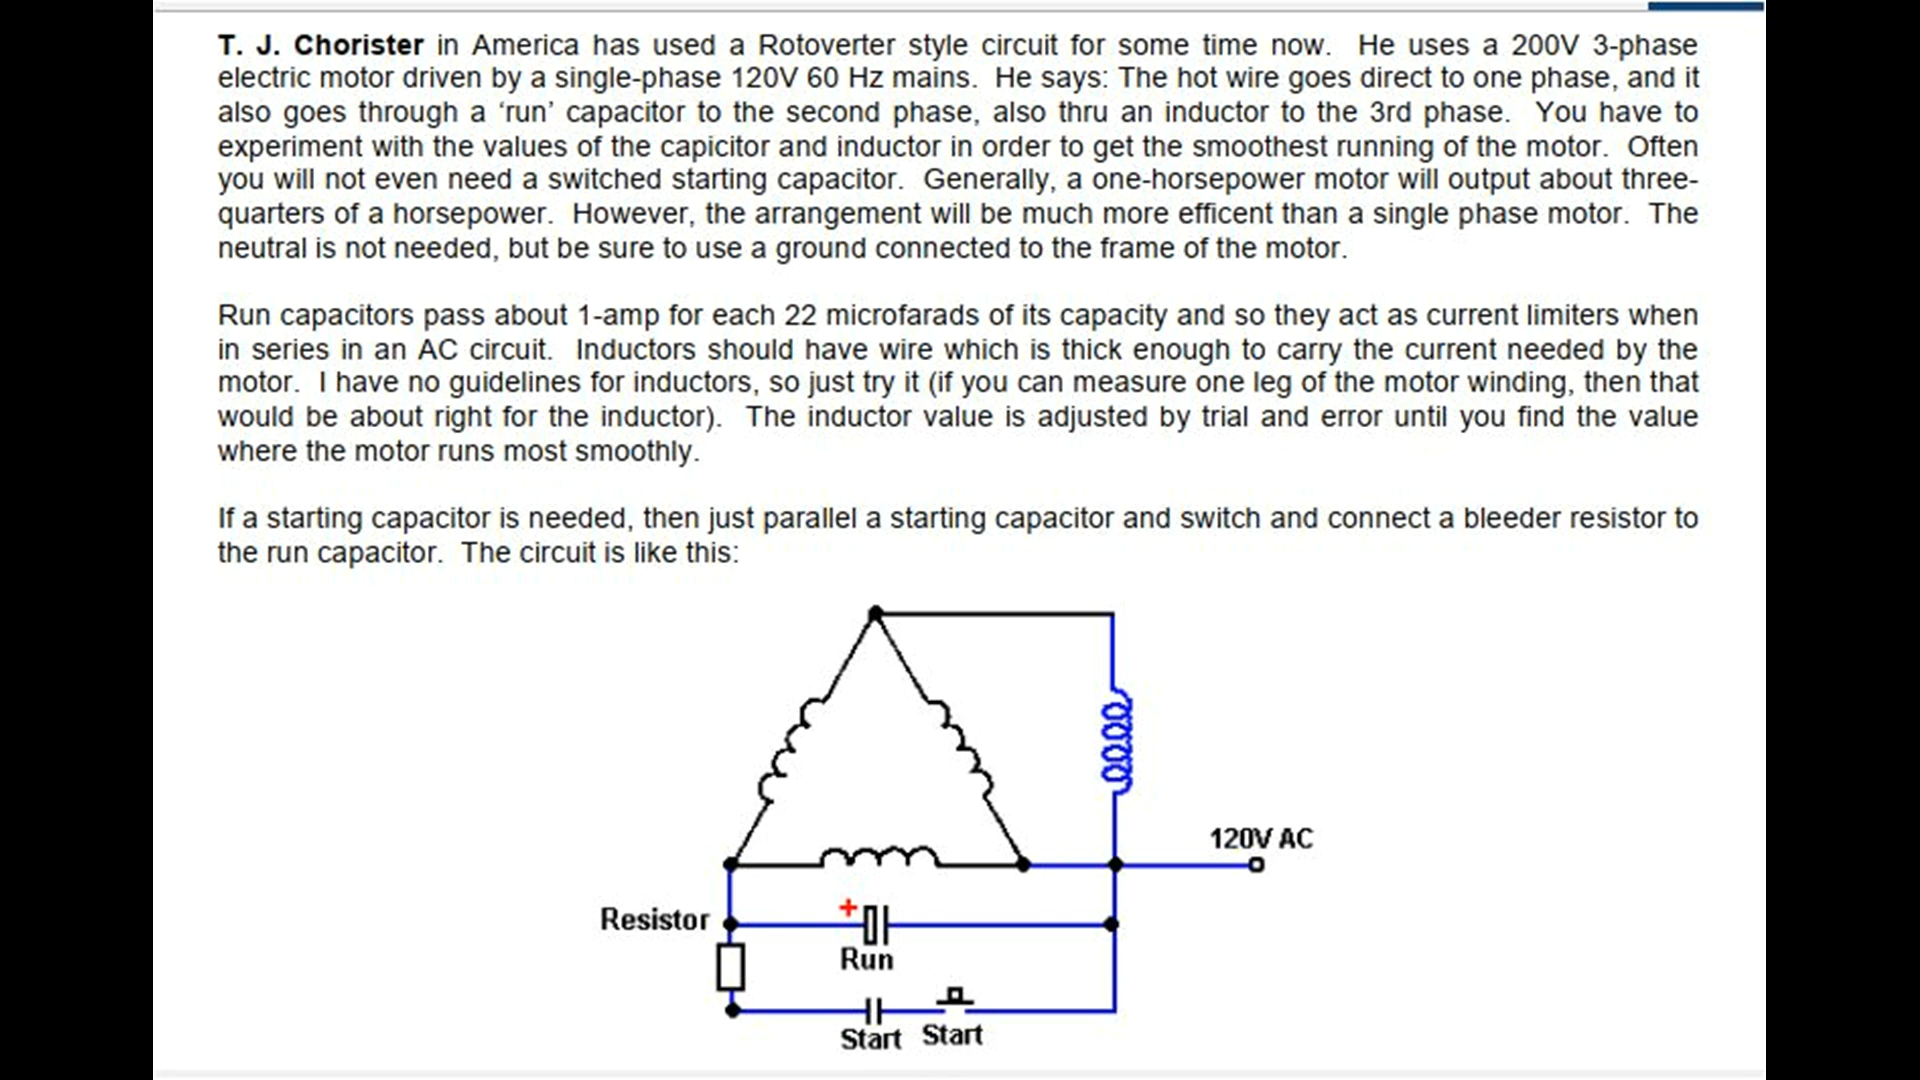 T. J. Chorister in America has used a Rotoverter style circuit for some time now. He uses a 200V 3-phase
electric motor driven by a single-phase 120V 60 Hz mains. He says: The hot wire goes direct to one phase, and it
also goes through a ‘run’ capacitor to the second phase, also thru an inductor to the 3rd phase. You have to
experiment with the values of the capicitor and inductor in order to get the smoothest running of the motor. Often
you will not even need a switched starting capacitor. Generally, a one-horsepower motor will output about three-
quarters of a horsepower. However, the arrangement will be much more efficent than a single phase motor. The
neutral is not needed, but be sure to use a ground connected to the frame of the motor.
Run capacitors pass about 1-amp for each 22 microfarads of its capacity and so they act as current limiters when
in series in an AC circuit. Inductors should have wire which is thick enough to carry the current needed by the
motor. I have no guidelines for inductors, so just try it (if you can measure one leg of the motor winding, then that
would be about right for the inductor). The inductor value is adjusted by trial and error until you find the value
where the motor runs most smoothly.
If a starting capacitor is needed, then just parallel a starting capacitor and switch and connect a bleeder resistor to
the run capacitor. The circuit is like this:
120V AC
Resistor
+
Run
Start Start